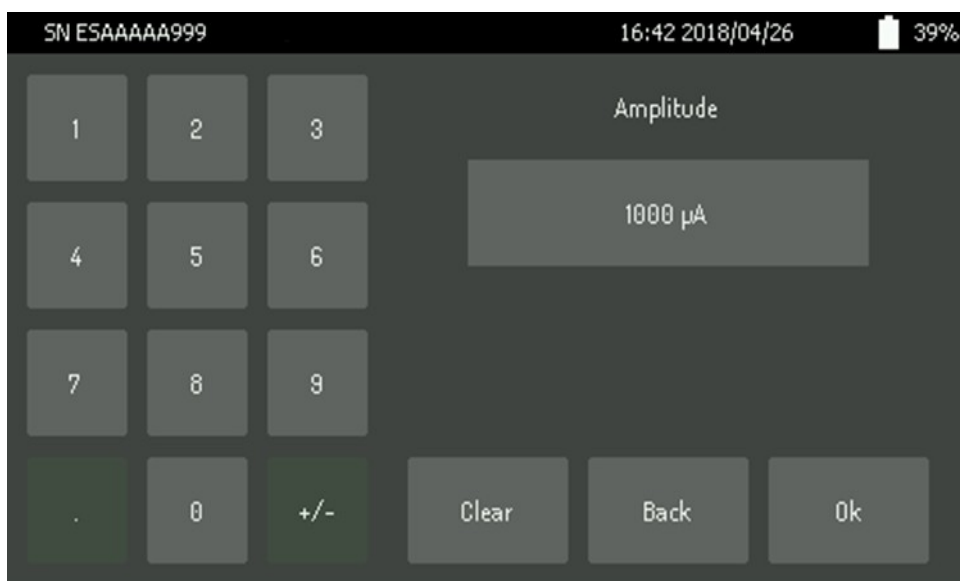 SN ESAAAAA999 16:42 2018/04/26 39%
Amplitude
1 2 3
1000 µA
4 5 6
7 8 9
. 0 +/- Clear Back Ok